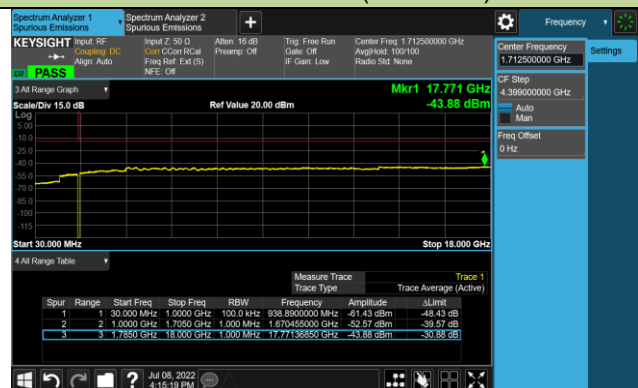 Spectrum Analyzer 1
Spurious Emissions
Spectrum Analyzer 2
Spurious Emissions
Frequency
KEYSIGHT
Input: RF
Coupling: DC
Align: Auto
Input Z: 50 Ω
Corr CCorr RCal
Freq Ref: Ext (S)
NFE: Off
Atten: 16 dB
Preamp: Off
Trig: Free Run
Gate: Off
IF Gain: Low
Center Freq: 1.712500000 GHz
Avg|Hold: 100/100
Radio Std: None
PASS
Center Frequency
1.712500000 GHz
Settings
CF Step
4.399000000 GHz
Auto
Man
Freq Offset
0 Hz
3 All Range Graph
Mkr1 17.771 GHz
Scale/Div 15.0 dB
Ref Value 20.00 dBm
-43.88 dBm
Log
5.00
-10.0
-25.0
-40.0
-55.0
-70.0
-85.0
-100
-115
1
Start 30.000 MHz
Stop 18.000 GHz
4 All Range Table
Measure Trace Trace 1
Trace Type Trace Average (Active)
Spur Range Start Freq Stop Freq RBW Frequency Amplitude ΔLimit
1 1 30.000 MHz 1.0000 GHz 100.0 kHz 938.8900000 MHz -61.43 dBm -48.43 dB
2 2 1.0000 GHz 1.7050 GHz 1.000 MHz 1.670455000 GHz -52.57 dBm -39.57 dB
3 3 1.7850 GHz 18.000 GHz 1.000 MHz 17.77136850 GHz -43.88 dBm -30.88 dB
Jul 08, 2022
4:15:19 PM